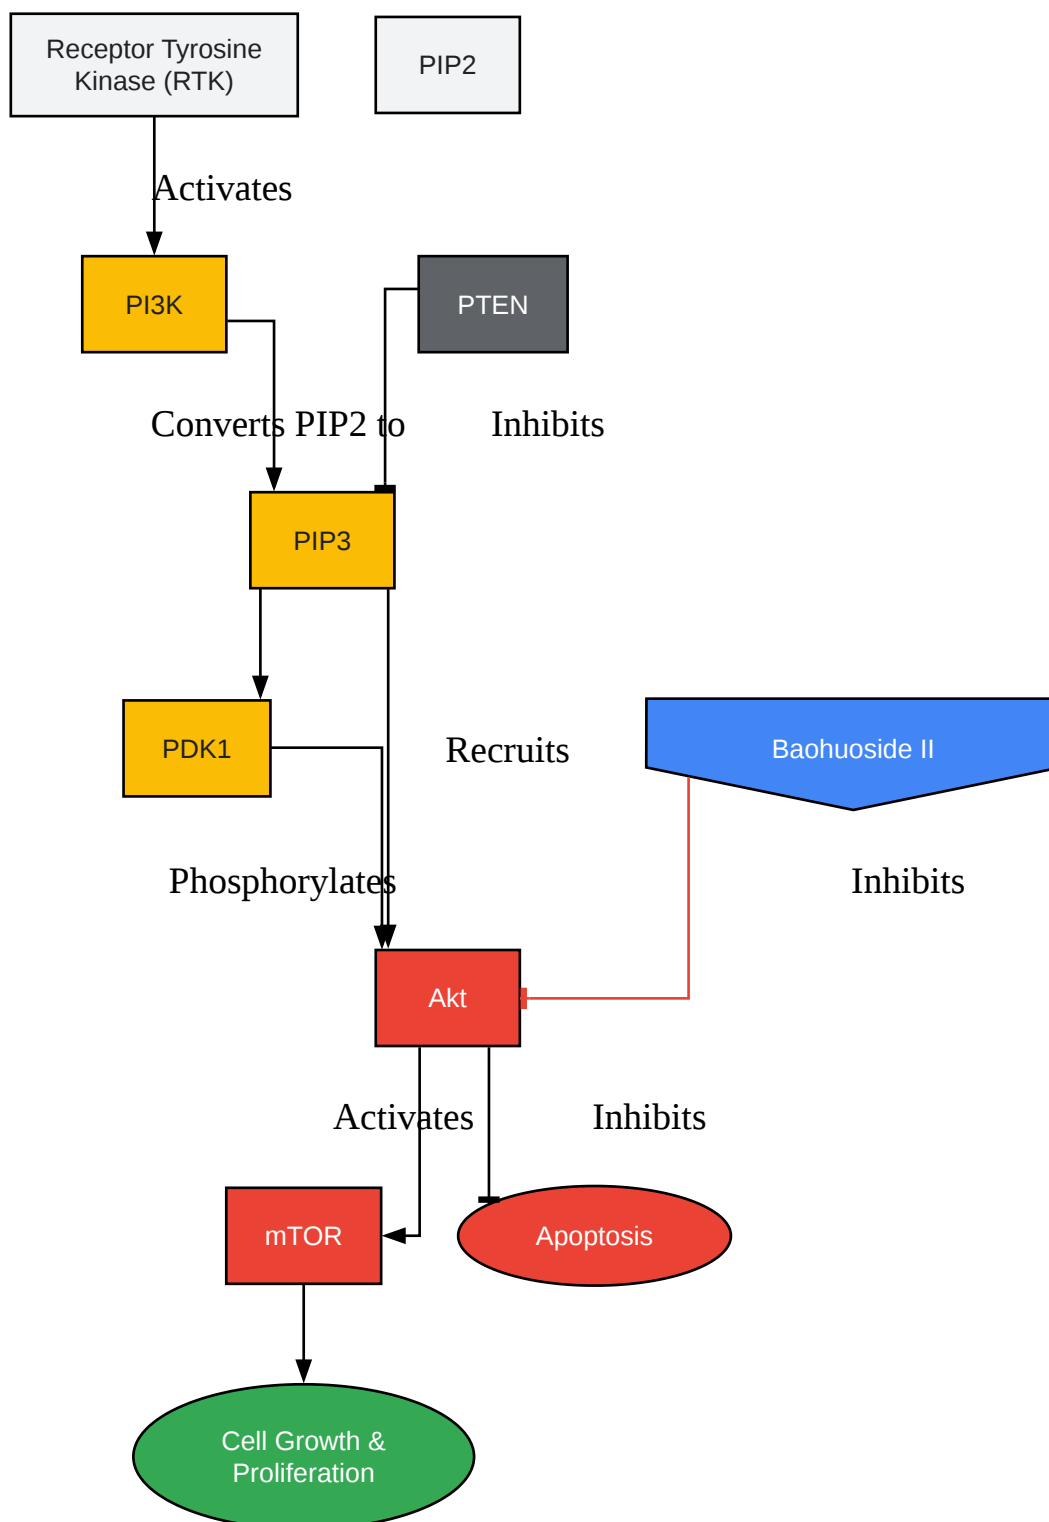 Receptor Tyrosine
Kinase (RTK)
PIP2
Activates
PI3K
PTEN
Converts PIP2 to
Inhibits
PIP3
PDK1
Recruits
Baohuoside II
Phosphorylates
Inhibits
Akt
Activates
Inhibits
mTOR
Apoptosis
Cell Growth &
Proliferation